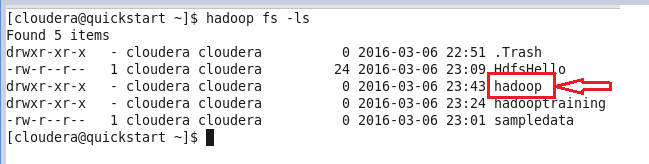 [cloudera@quickstart ~]$ hadoop fs -ls
Found 5 items
drwxr-xr-x   - cloudera cloudera          0 2016-03-06 22:51 .Trash
-rw-r--r--   1 cloudera cloudera         24 2016-03-06 23:09 HdfsHello
drwxr-xr-x   - cloudera cloudera          0 2016-03-06 23:43 hadoop
drwxr-xr-x   - cloudera cloudera          0 2016-03-06 23:24 hadooptraining
-rw-r--r--   1 cloudera cloudera          0 2016-03-06 23:01 sampledata
[cloudera@quickstart ~]$